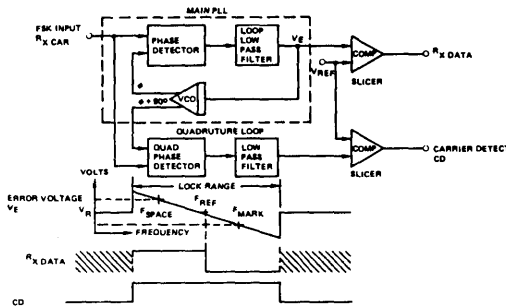 MAIN PLL
FSK INPUT
RX CAR
PHASE
DETECTOR
LOOP
LOW
PASS
FILTER
VE
COMP
RX DATA
VREF
SLICER
φ
φ + 90°
VCO
QUADRUTURE LOOP
QUAD
PHASE
DETECTOR
LOW
PASS
FILTER
COMP
CARRIER DETECT
CD
SLICER
VOLTS
LOCK RANGE
ERROR VOLTAGE
VE
VR
FSPACE
FREF
FMARK
FREQUENCY
RX DATA
CD